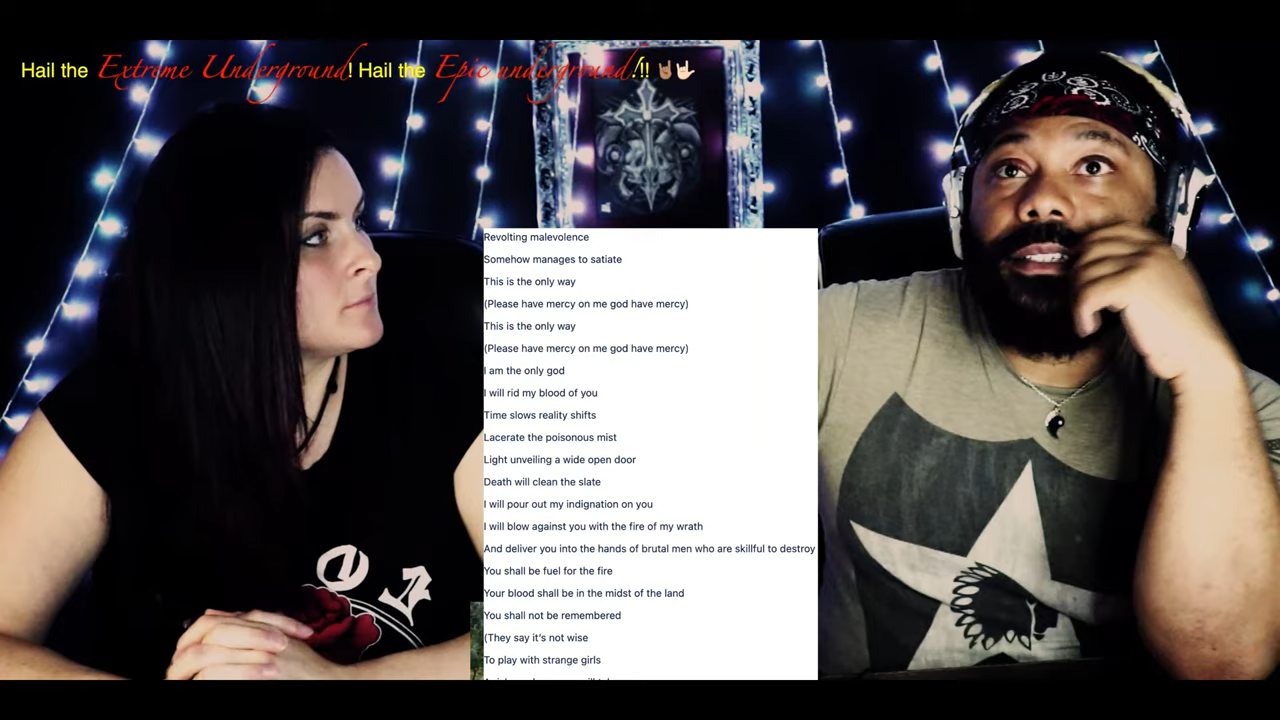 Hail the Extreme Underground! Hail the Epic underground!!! 🤘🏾🤘🏻
Revolting malevolence
Somehow manages to satiate
This is the only way
(Please have mercy on me god have mercy)
This is the only way
(Please have mercy on me god have mercy)
I am the only god
I will rid my blood of you
Time slows reality shifts
Lacerate the poisonous mist
Light unveiling a wide open door
Death will clean the slate
I will pour out my indignation on you
I will blow against you with the fire of my wrath
And deliver you into the hands of brutal men who are skillful to destroy
You shall be fuel for the fire
Your blood shall be in the midst of the land
You shall not be remembered
(They say it's not wise
To play with strange girls